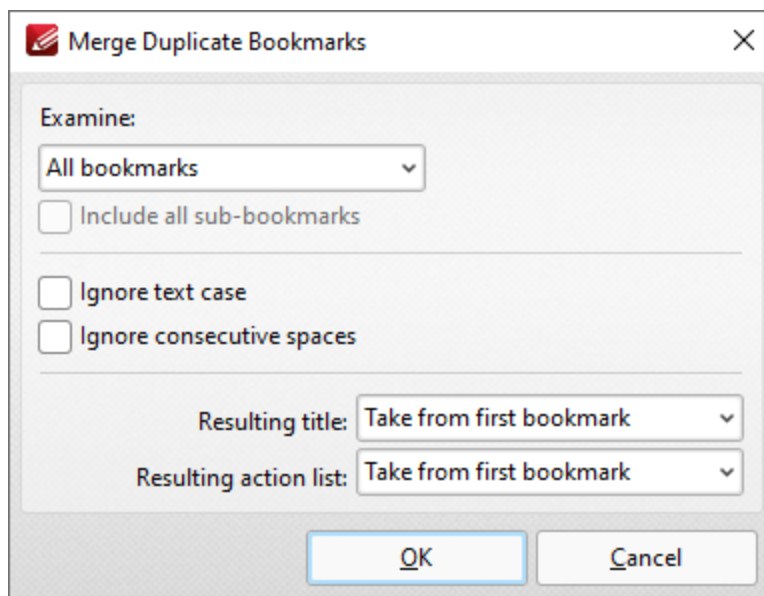 Merge Duplicate Bookmarks
Examine:
All bookmarks
Include all sub-bookmarks
Ignore text case
Ignore consecutive spaces
Resulting title: Take from first bookmark
Resulting action list: Take from first bookmark
OK Cancel